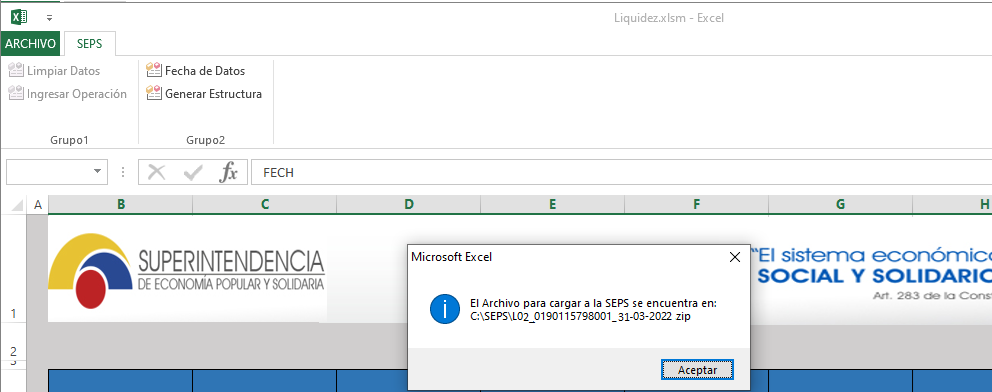 Liquidez.xlsm - Excel
ARCHIVO SEPS
Limpiar Datos
Ingresar Operación
Grupo1
Fecha de Datos
Generar Estructura
Grupo2
fx FECH
A B C D E F G H
1
2
3
SUPERINTENDENCIA
DE ECONOMÍA POPULAR Y SOLIDARIA
Microsoft Excel
El Archivo para cargar a la SEPS se encuentra en:
C:\SEPS\L02_0190115798001_31-03-2022 zip
Aceptar
“El sistema económic
SOCIAL Y SOLIDARIO
Art. 283 de la Const